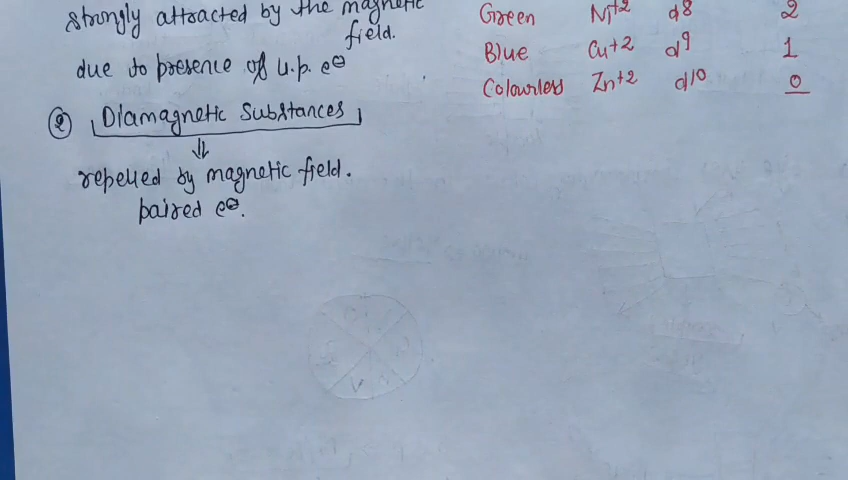 strongly attracted by the magnetic
field.
due to presence of u.p. e⊖
② Diamagnetic Substances
⇓
repelled by magnetic field.
paired e⊖.
Green Ni+2 d8 2
Blue Cu+2 d9 1
Colourless Zn+2 d10 0